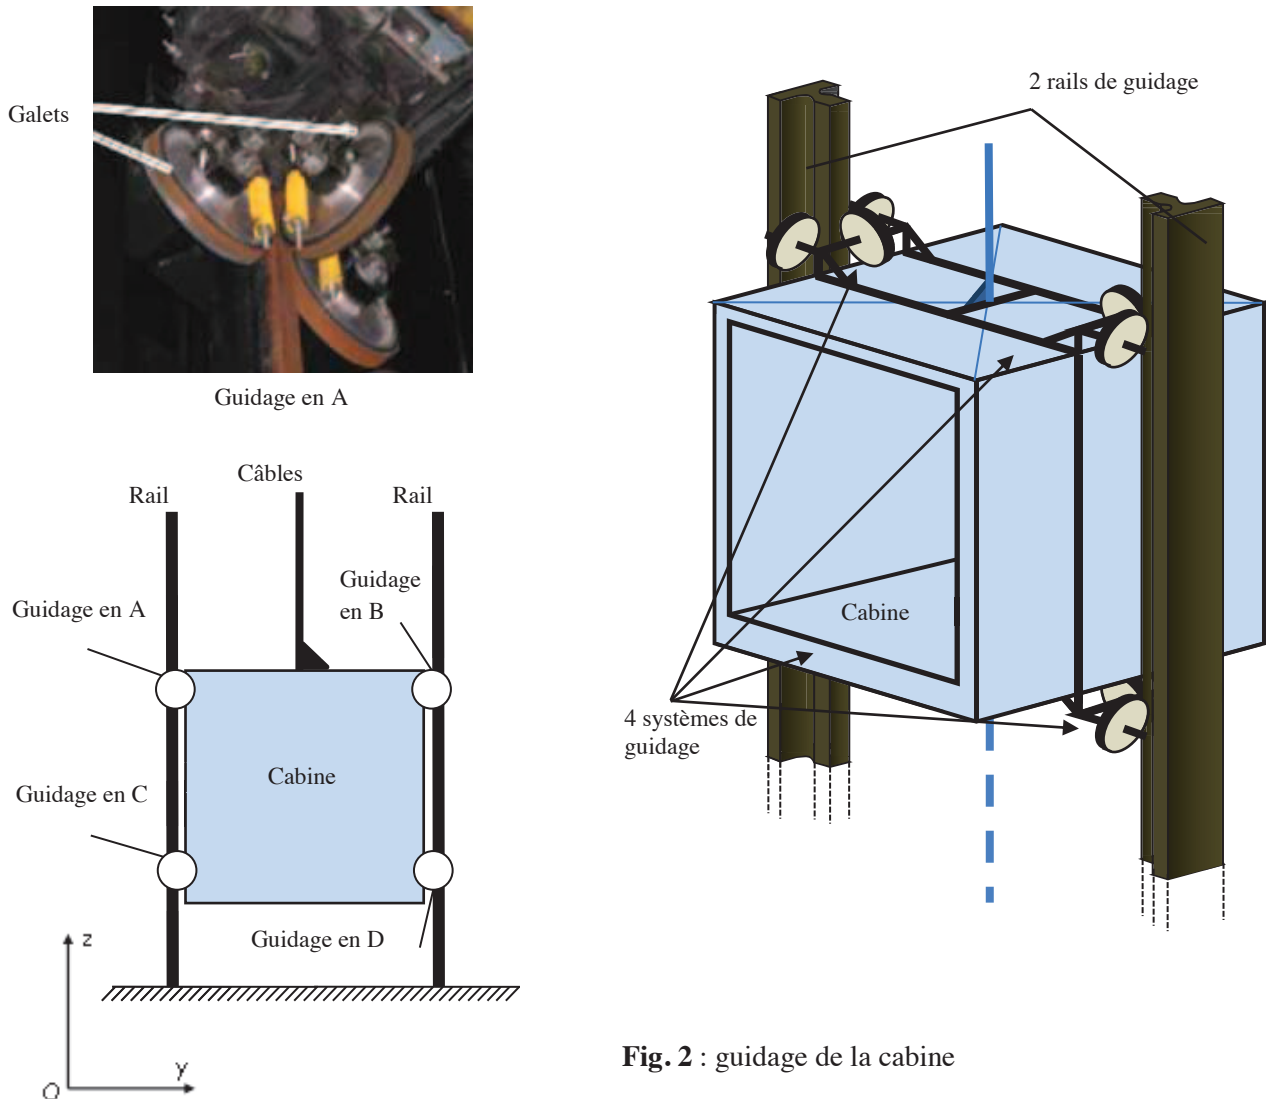 Galets
Guidage en A
2 rails de guidage
Cabine
4 systèmes de
guidage
Câbles
Rail
Rail
Guidage
en B
Guidage en A
Guidage en C
Cabine
Guidage en D
z
y
O
Fig. 2 : guidage de la cabine